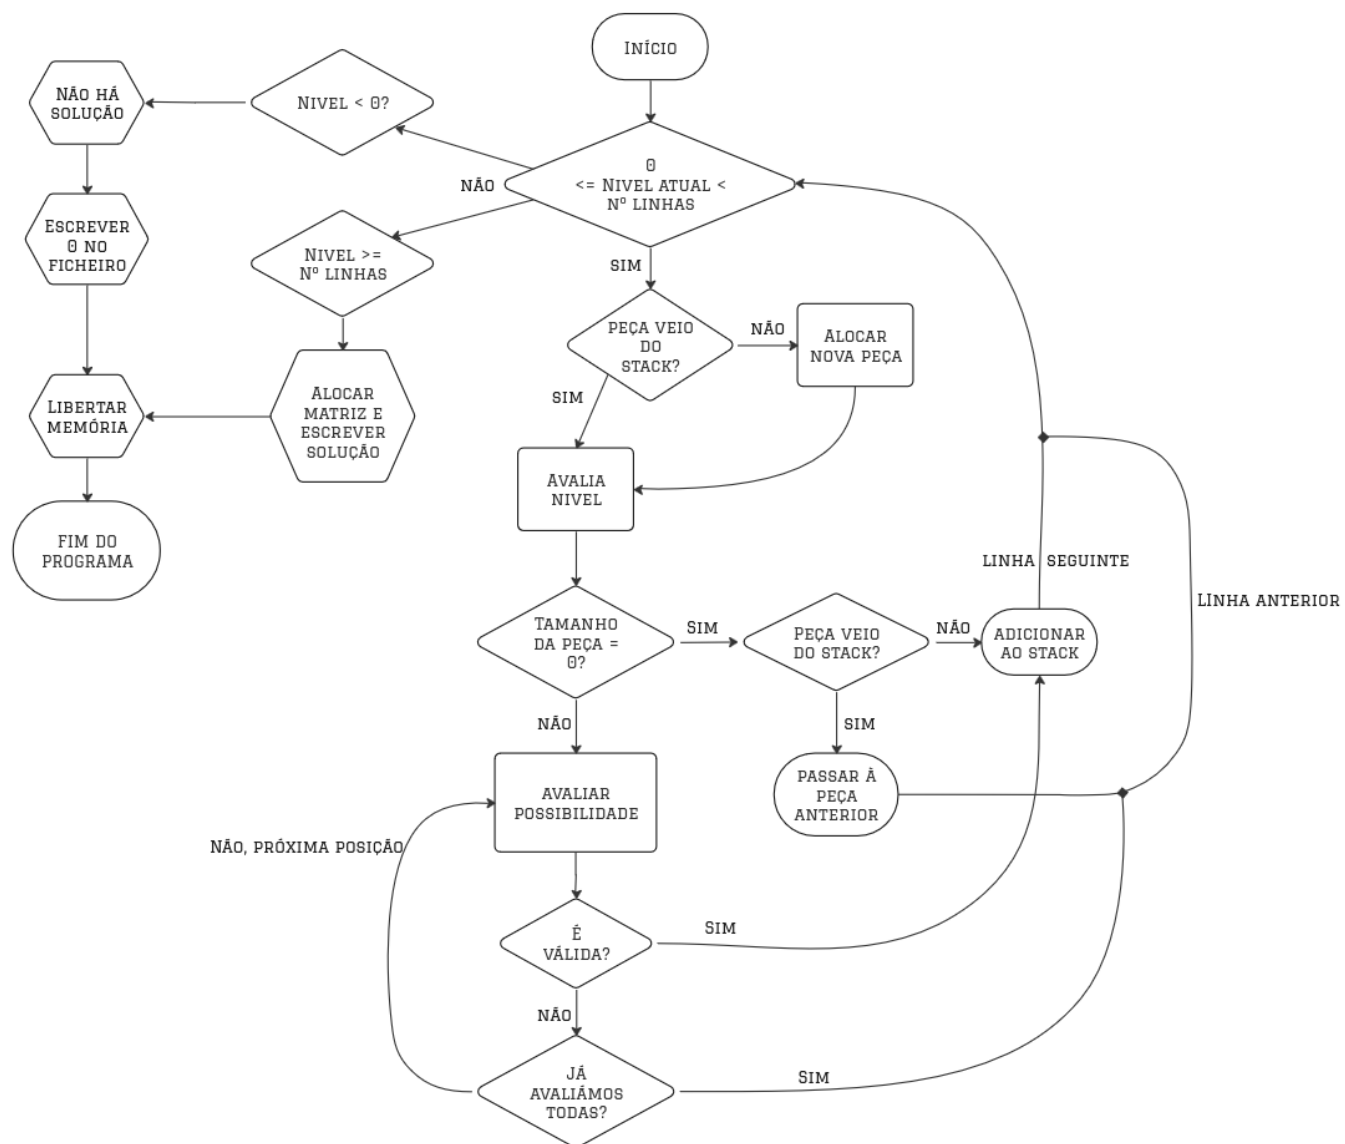 INÍCIO
NÃO HÁ
SOLUÇÃO
NIVEL < 0?
0
<= NIVEL ATUAL <
Nº LINHAS
NÃO
ESCREVER
0 NO
FICHEIRO
NIVEL >=
Nº LINHAS
SIM
PEÇA VEIO
DO
STACK?
NÃO
ALOCAR
NOVA PEÇA
SIM
LIBERTAR
MEMÓRIA
ALOCAR
MATRIZ E
ESCREVER
SOLUÇÃO
AVALIA
NIVEL
FIM DO
PROGRAMA
LINHA SEGUINTE
LINHA ANTERIOR
TAMANHO
DA PEÇA =
0?
SIM
PEÇA VEIO
DO STACK?
NÃO
ADICIONAR
AO STACK
NÃO
SIM
AVALIAR
POSSIBILIDADE
PASSAR À
PEÇA
ANTERIOR
NÃO, PRÓXIMA POSIÇÃO
É
VÁLIDA?
SIM
NÃO
JÁ
AVALIÁMOS
TODAS?
SIM